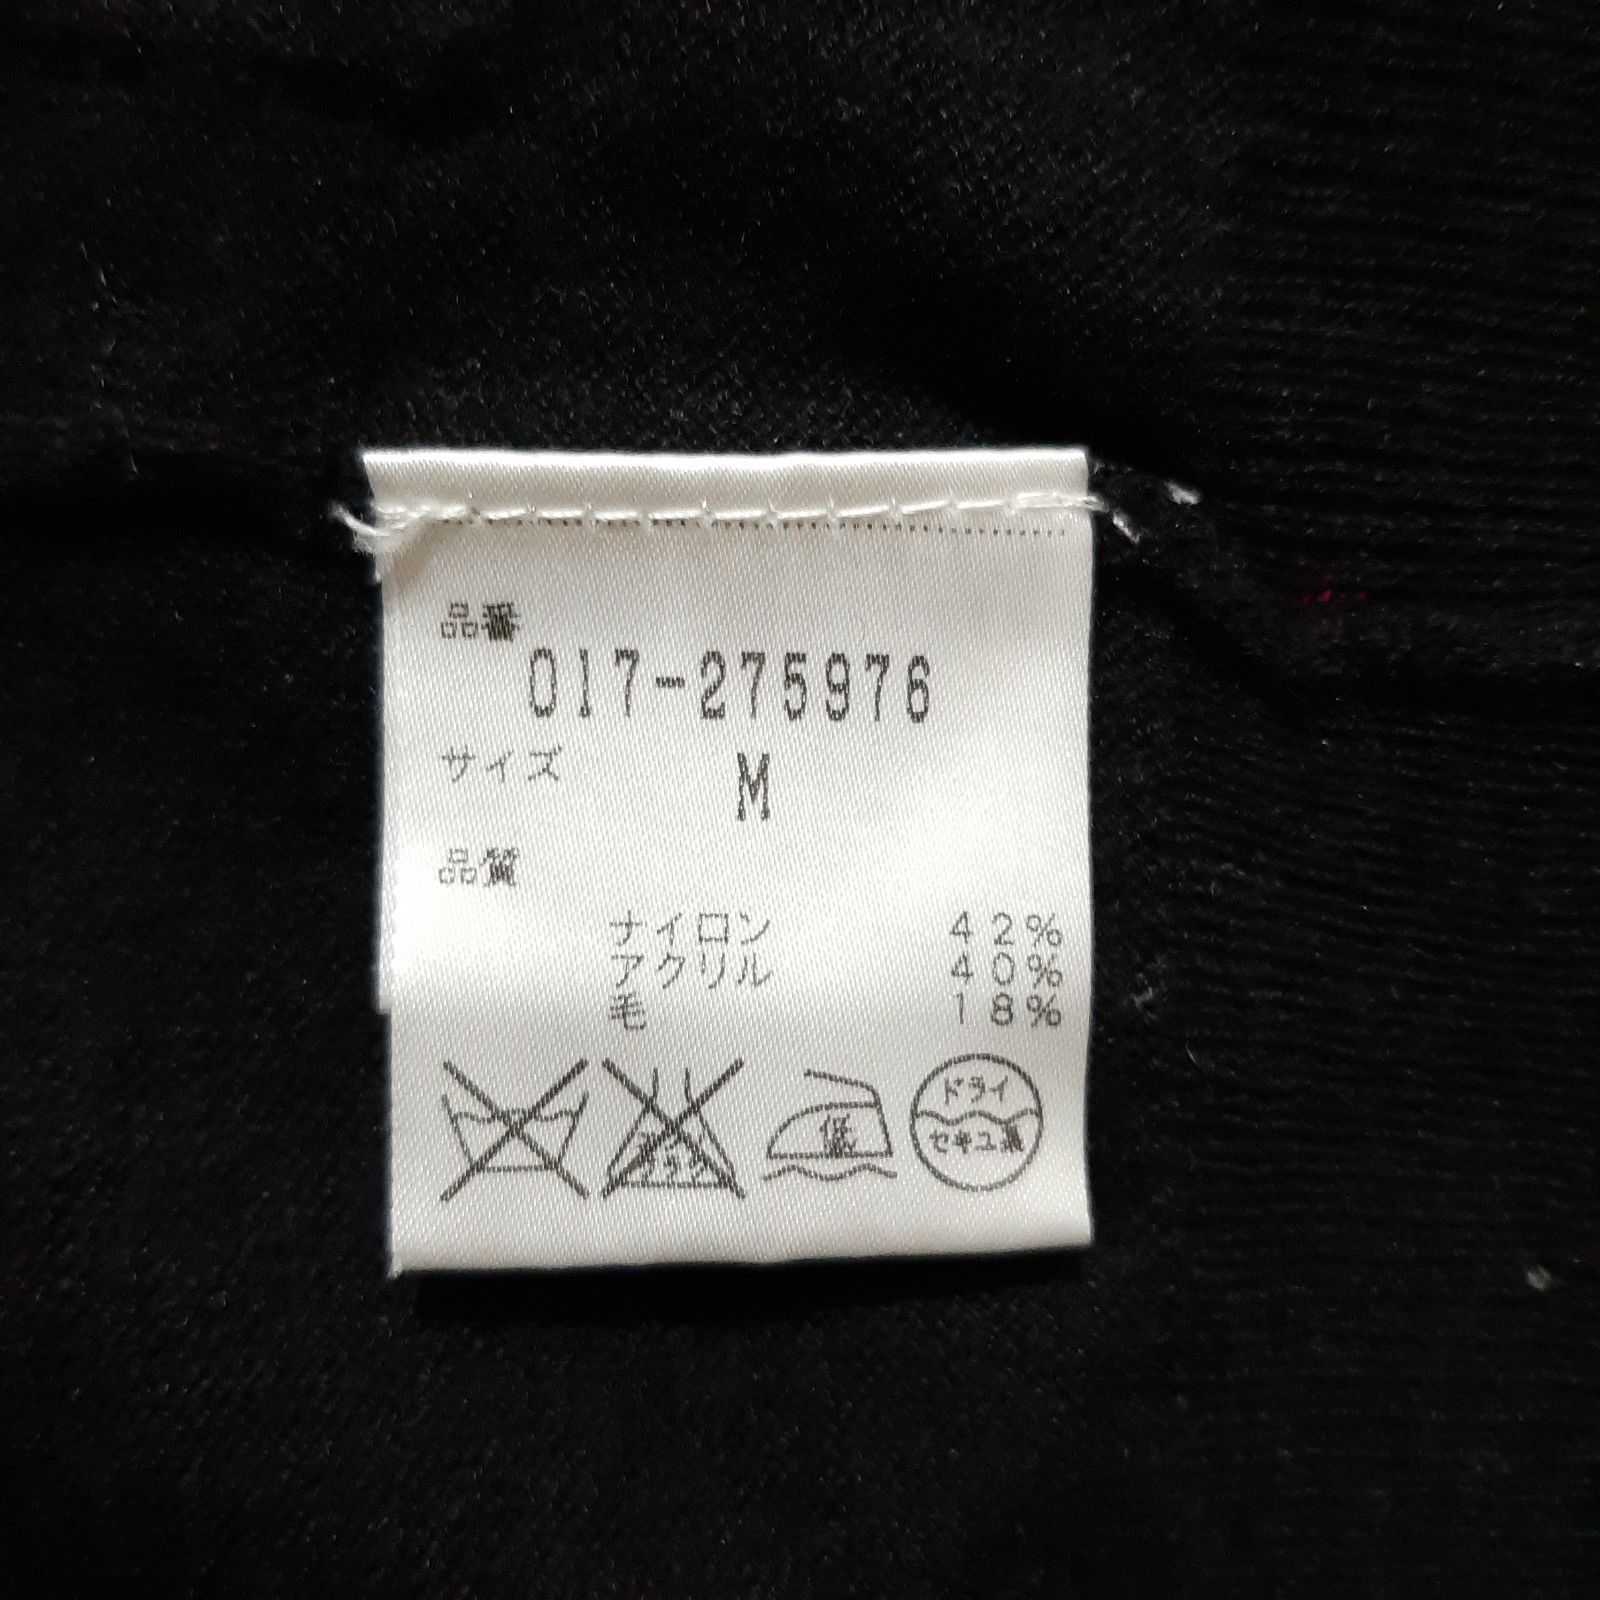 品番
017-275976
サイズ M
品質
ナイロン 42%
アクリル 40%
毛 18%
低
ドライ
セキユ系